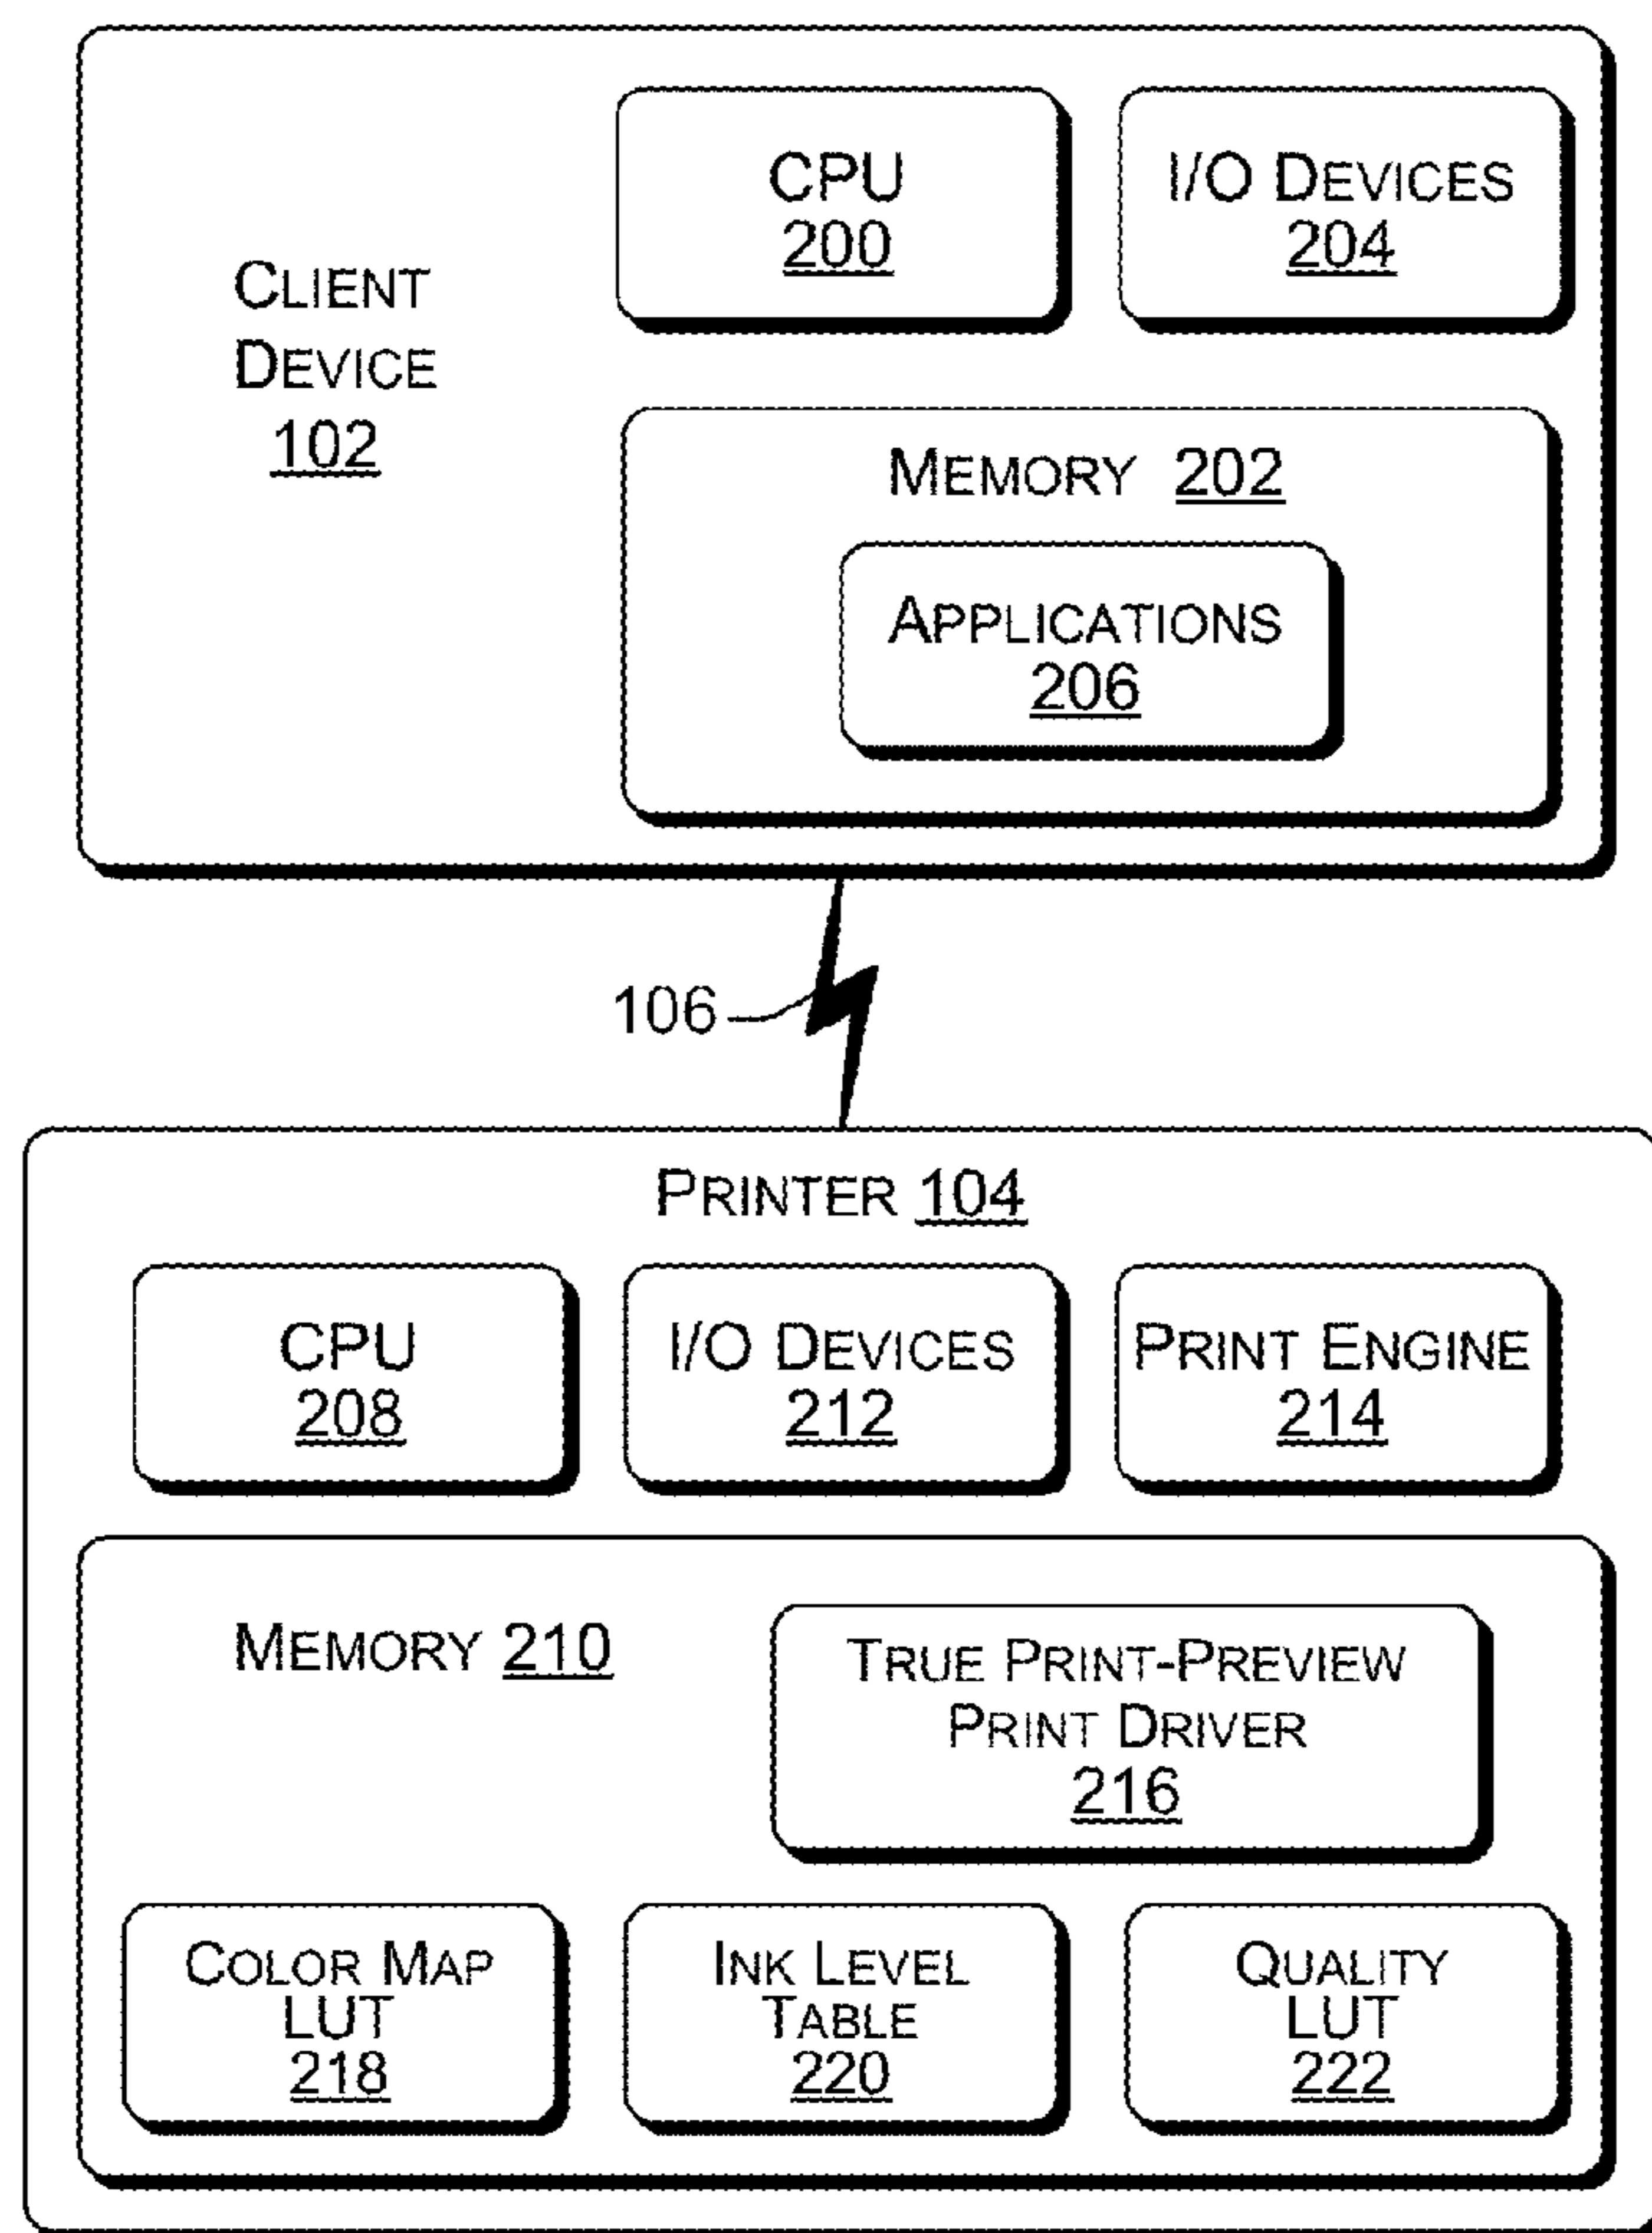 CPU
200
I/O DEVICES
204
CLIENT
DEVICE
102
MEMORY 202
APPLICATIONS
206
106
PRINTER 104
CPU
208
I/O DEVICES
212
PRINT ENGINE
214
MEMORY 210
TRUE PRINT-PREVIEW
PRINT DRIVER
216
COLOR MAP
LUT
218
INK LEVEL
TABLE
220
QUALITY
LUT
222